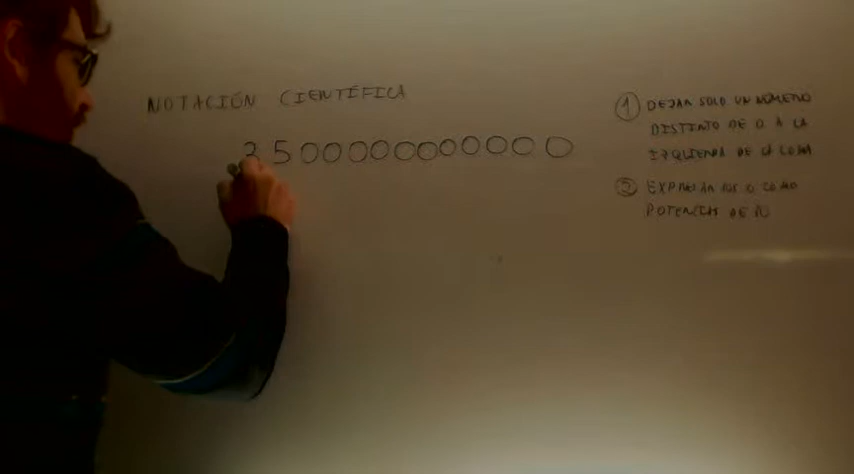 NOTACIÓN CIENTÍFICA
3500000000000
① DEJAR SOLO UN NÚMERO
DISTINTO DE 0 A LA
IZQUIERDA DE LA COMA
② EXPRESAR LOS 0 COMO
POTENCIAS DE 10